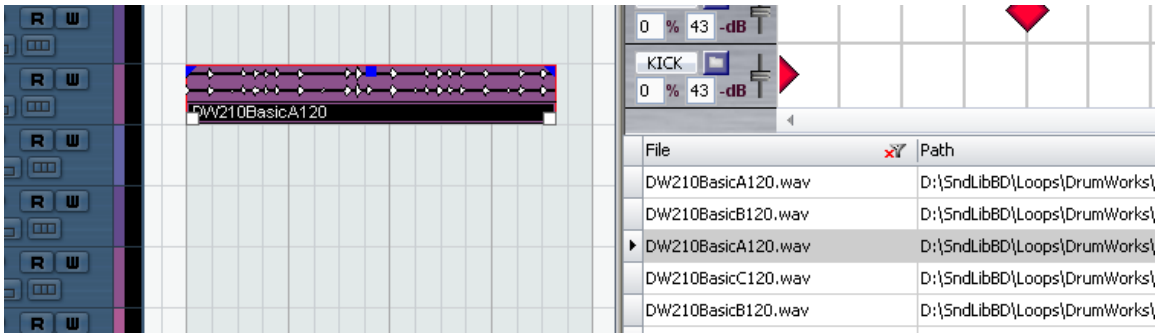 R W
R W
R W
R W
R W
R W
DW210BasicA120
0 % 43 -dB
KICK
0 % 43 -dB
File Path
DW210BasicA120.wav D:\SndLibBD\Loops\DrumWorks\
DW210BasicB120.wav D:\SndLibBD\Loops\DrumWorks\
DW210BasicA120.wav D:\SndLibBD\Loops\DrumWorks\
DW210BasicC120.wav D:\SndLibBD\Loops\DrumWorks\
DW210BasicB120.wav D:\SndLibBD\Loops\DrumWorks\